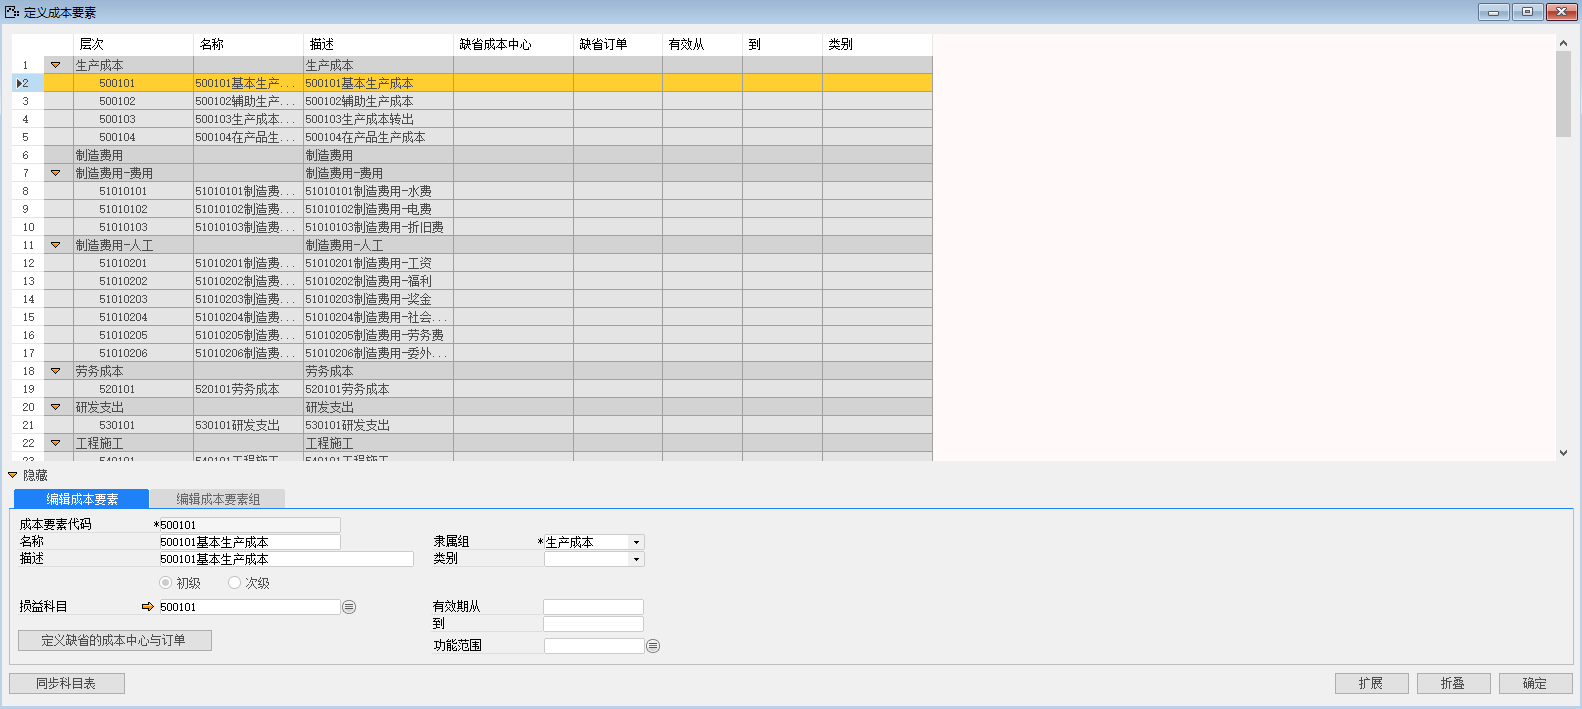 定义成本要素
层次 名称 描述 缺省成本中心 缺省订单 有效从 到 类别
1 生产成本 生产成本
2 500101 500101基本生产... 500101基本生产成本
3 500102 500102辅助生产... 500102辅助生产成本
4 500103 500103生产成本... 500103生产成本转出
5 500104 500104在产品生... 500104在产品生产成本
6 制造费用 制造费用
7 制造费用-费用 制造费用-费用
8 51010101 51010101制造费... 51010101制造费用-水费
9 51010102 51010102制造费... 51010102制造费用-电费
10 51010103 51010103制造费... 51010103制造费用-折旧费
11 制造费用-人工 制造费用-人工
12 51010201 51010201制造费... 51010201制造费用-工资
13 51010202 51010202制造费... 51010202制造费用-福利
14 51010203 51010203制造费... 51010203制造费用-奖金
15 51010204 51010204制造费... 51010204制造费用-社会...
16 51010205 51010205制造费... 51010205制造费用-劳务费
17 51010206 51010206制造费... 51010206制造费用-委外...
18 劳务成本 劳务成本
19 520101 520101劳务成本 520101劳务成本
20 研发支出 研发支出
21 530101 530101研发支出 530101研发支出
22 工程施工 工程施工
23 540101 540101工程施工 540101工程施工
隐藏
编辑成本要素 编辑成本要素组
成本要素代码 *500101
名称 500101基本生产成本 隶属组 *生产成本
描述 500101基本生产成本 类别
初级 次级
损益科目 500101 有效期从
到
定义缺省的成本中心与订单 功能范围
同步科目表 扩展 折叠 确定